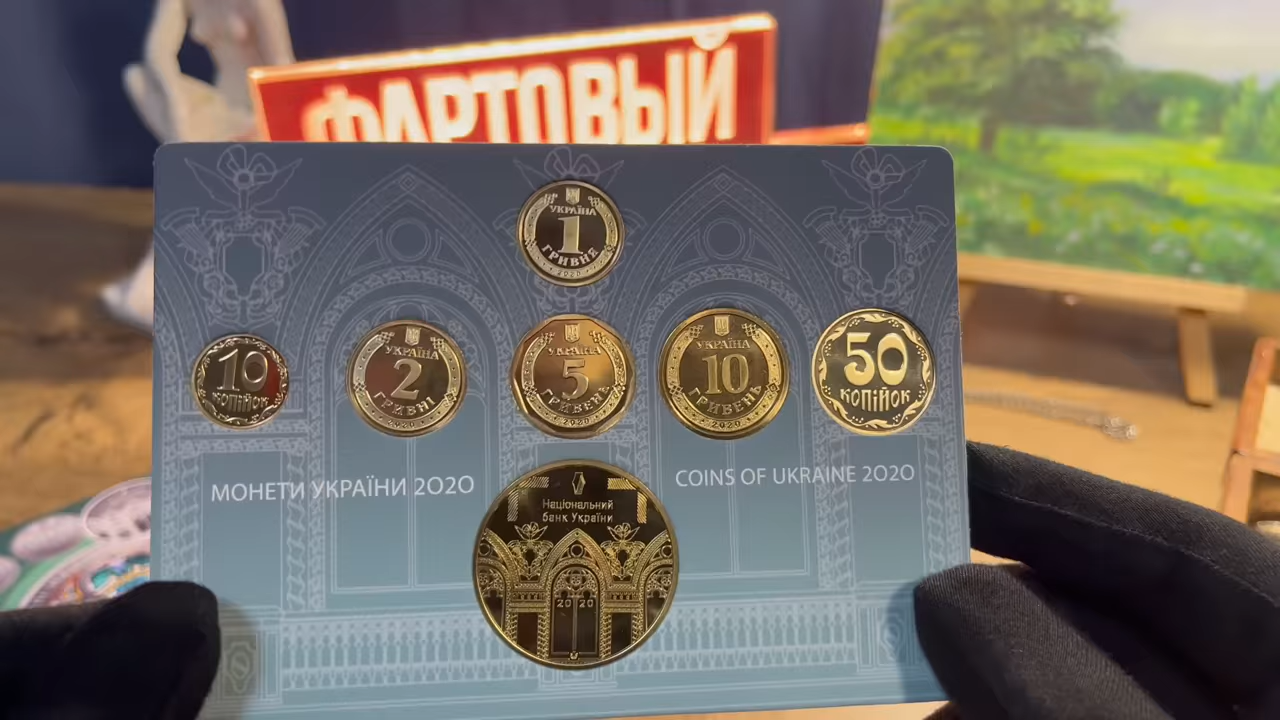 ФАРТОВЫЙ
УКРАЇНА
1
ГРИВНЯ
2020
10
КОПІЙОК
УКРАЇНА
2
ГРИВНІ
2020
УКРАЇНА
5
ГРИВЕНЬ
2020
УКРАЇНА
10
ГРИВЕНЬ
2020
50
КОПІЙОК
МОНЕТИ УКРАЇНИ 2020
COINS OF UKRAINE 2020
Національний
банк України
2020